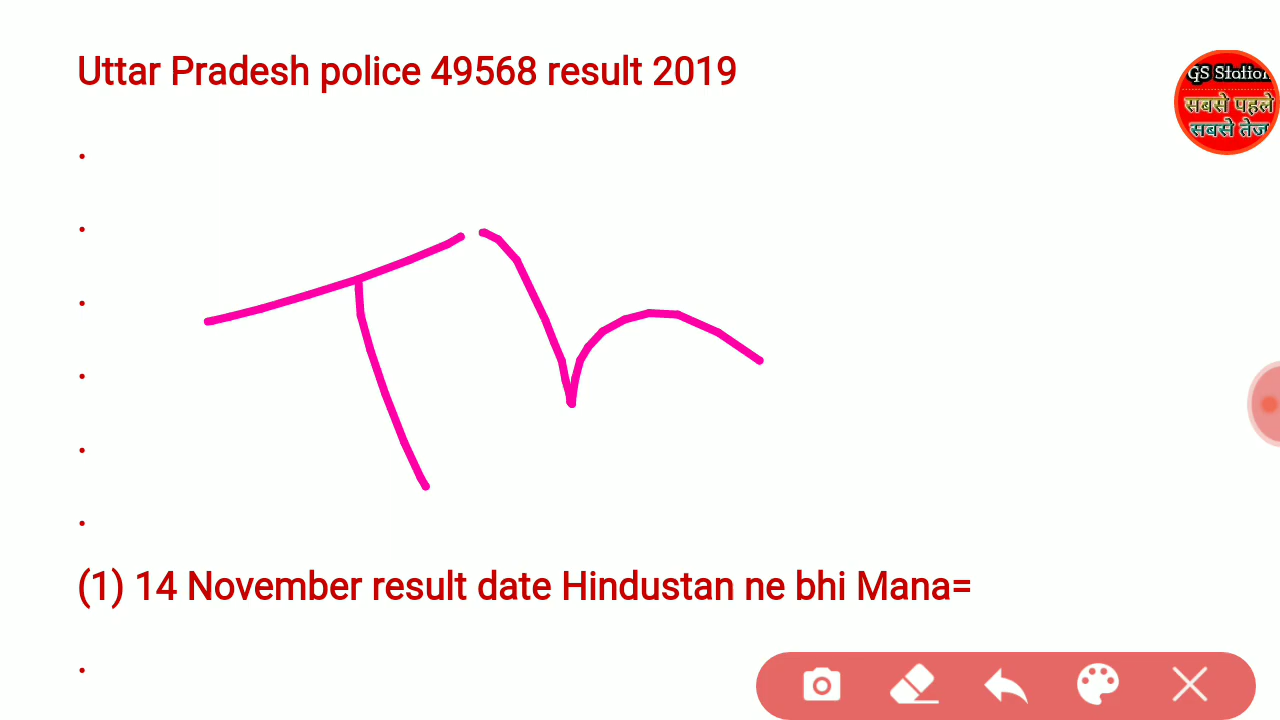 Uttar Pradesh police 49568 result 2019
GS Station
सबसे पहले
सबसे तेज
Th
(1) 14 November result date Hindustan ne bhi Mana=